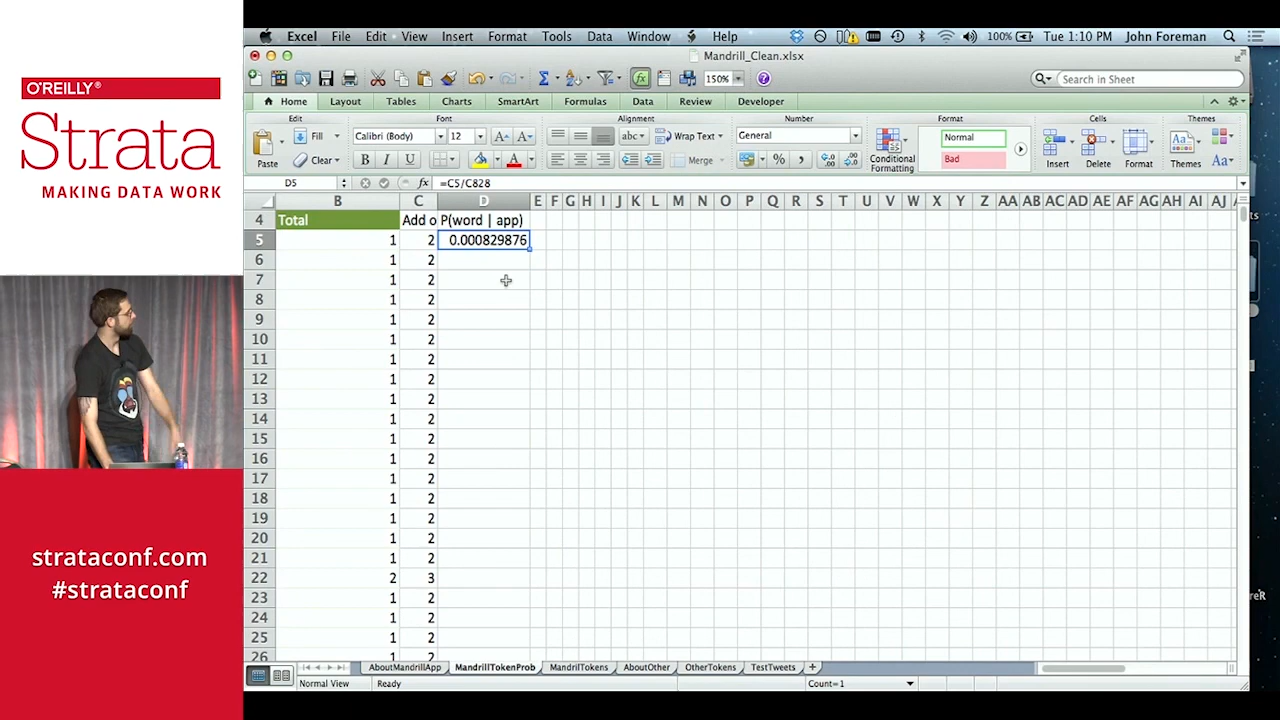 O'REILLY®
Strata
MAKING DATA WORK
strataconf.com
#strataconf
Excel File Edit View Insert Format Tools Data Window Help 100% Tue 1:10 PM John Foreman
Mandrill_Clean.xlsx
150% Search in Sheet
Home Layout Tables Charts SmartArt Formulas Data Review Developer
Edit Font Alignment Number Format Cells Themes
Fill Calibri (Body) 12 abc Wrap Text General Normal
Paste Clear B I U Merge % Conditional Formatting Bad Insert Delete Format Themes Aa
D5 fx =C5/C828
B C D E F G H I J K L M N O P Q R S T U V W X Y Z AA AB AC AD AE AF AG AH AI AJ
4 Total Add o P(word | app)
5 1 2 0.000829876
6 1 2
7 1 2
8 1 2
9 1 2
10 1 2
11 1 2
12 1 2
13 1 2
14 1 2
15 1 2
16 1 2
17 1 2
18 1 2
19 1 2
20 1 2
21 1 2
22 2 3
23 1 2
24 1 2
25 1 2
26 1 2
AboutMandrillApp MandrillTokenProb MandrilTokens AboutOther OtherTokens TestTweets
Normal View Ready Count=1